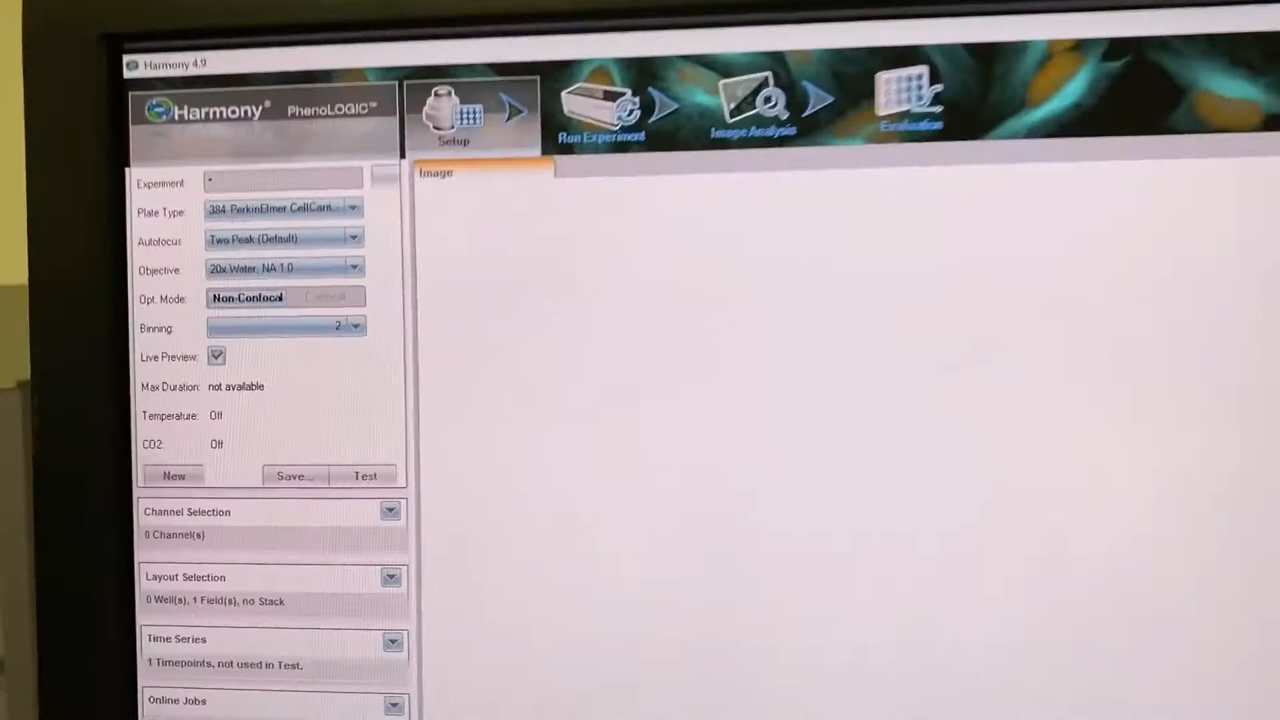 Harmony 4.9
Harmony® PhenoLOGIC™
Setup
Run Experiment
Image Analysis
Evaluation
Experiment *
Image
Plate Type: 384 PerkinElmer CellCarr...
Autofocus: Two Peak (Default)
Objective: 20x Water, NA 1.0
Opt. Mode: Non-Confocal Confocal
Binning: 2
Live Preview:
Max Duration: not available
Temperature: Off
CO2: Off
New Save... Test
Channel Selection
0 Channel(s)
Layout Selection
0 Well(s), 1 Field(s), no Stack
Time Series
1 Timepoints, not used in Test.
Online Jobs